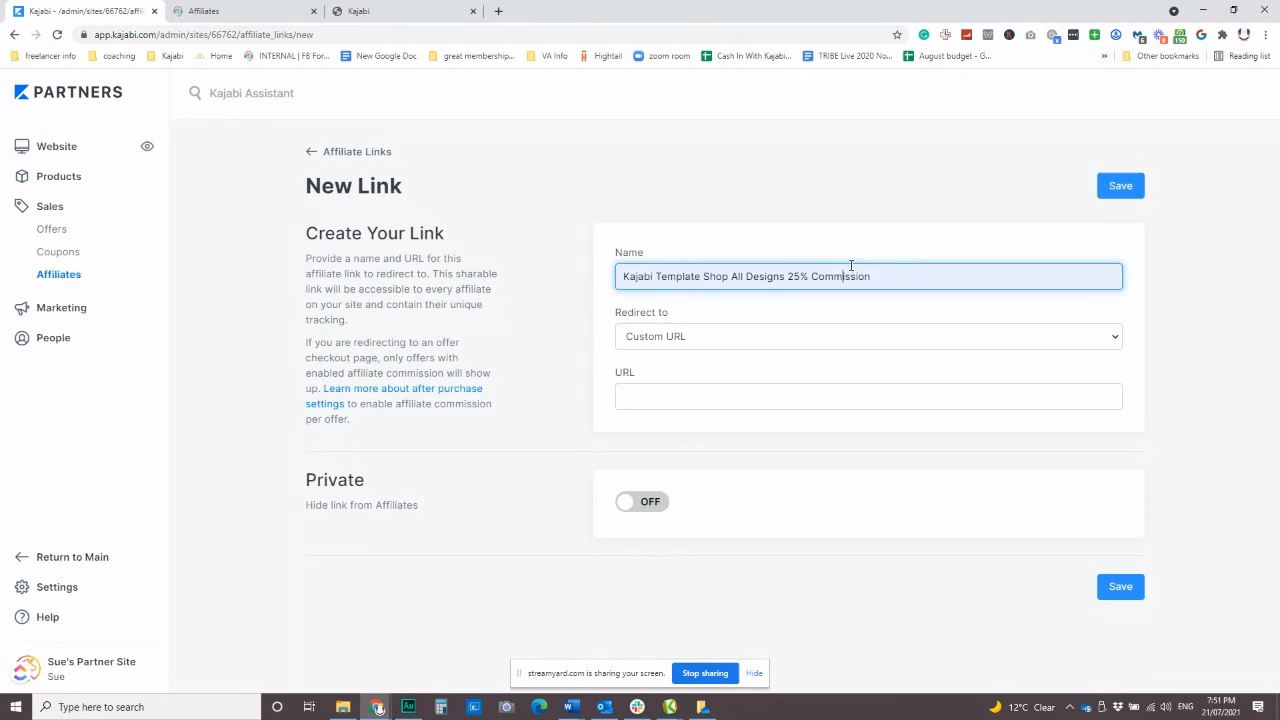 Kajabi - /admin/sites/66762/affi
Affiliates
Kajabi
app.kajabi.com/admin/sites/66762/affiliate_links/new
freelancer info
coaching
Kajabi
Home
INTERNAL | FB For...
New Google Doc
great membership...
VA Info
Hightail
zoom room
Cash In With Kajabi...
TRIBE Live 2020 No...
August budget - G...
»
Other bookmarks
Reading list
PARTNERS
Kajabi Assistant
Website
Products
Sales
Offers
Coupons
Affiliates
Marketing
People
Return to Main
Settings
Help
Sue's Partner Site
Sue
Affiliate Links
New Link
Save
Create Your Link
Provide a name and URL for this
affiliate link to redirect to. This sharable
link will be accessible to every affiliate
on your site and contain their unique
tracking.
If you are redirecting to an offer
checkout page, only offers with
enabled affiliate commission will show
up. Learn more about after purchase
settings to enable affiliate commission
per offer.
Name
Kajabi Template Shop All Designs 25% Commission
Redirect to
Custom URL
URL
Private
Hide link from Affiliates
OFF
Save
streamyard.com is sharing your screen.
Stop sharing
Hide
Type here to search
12°C Clear
7:51 PM
21/07/2021